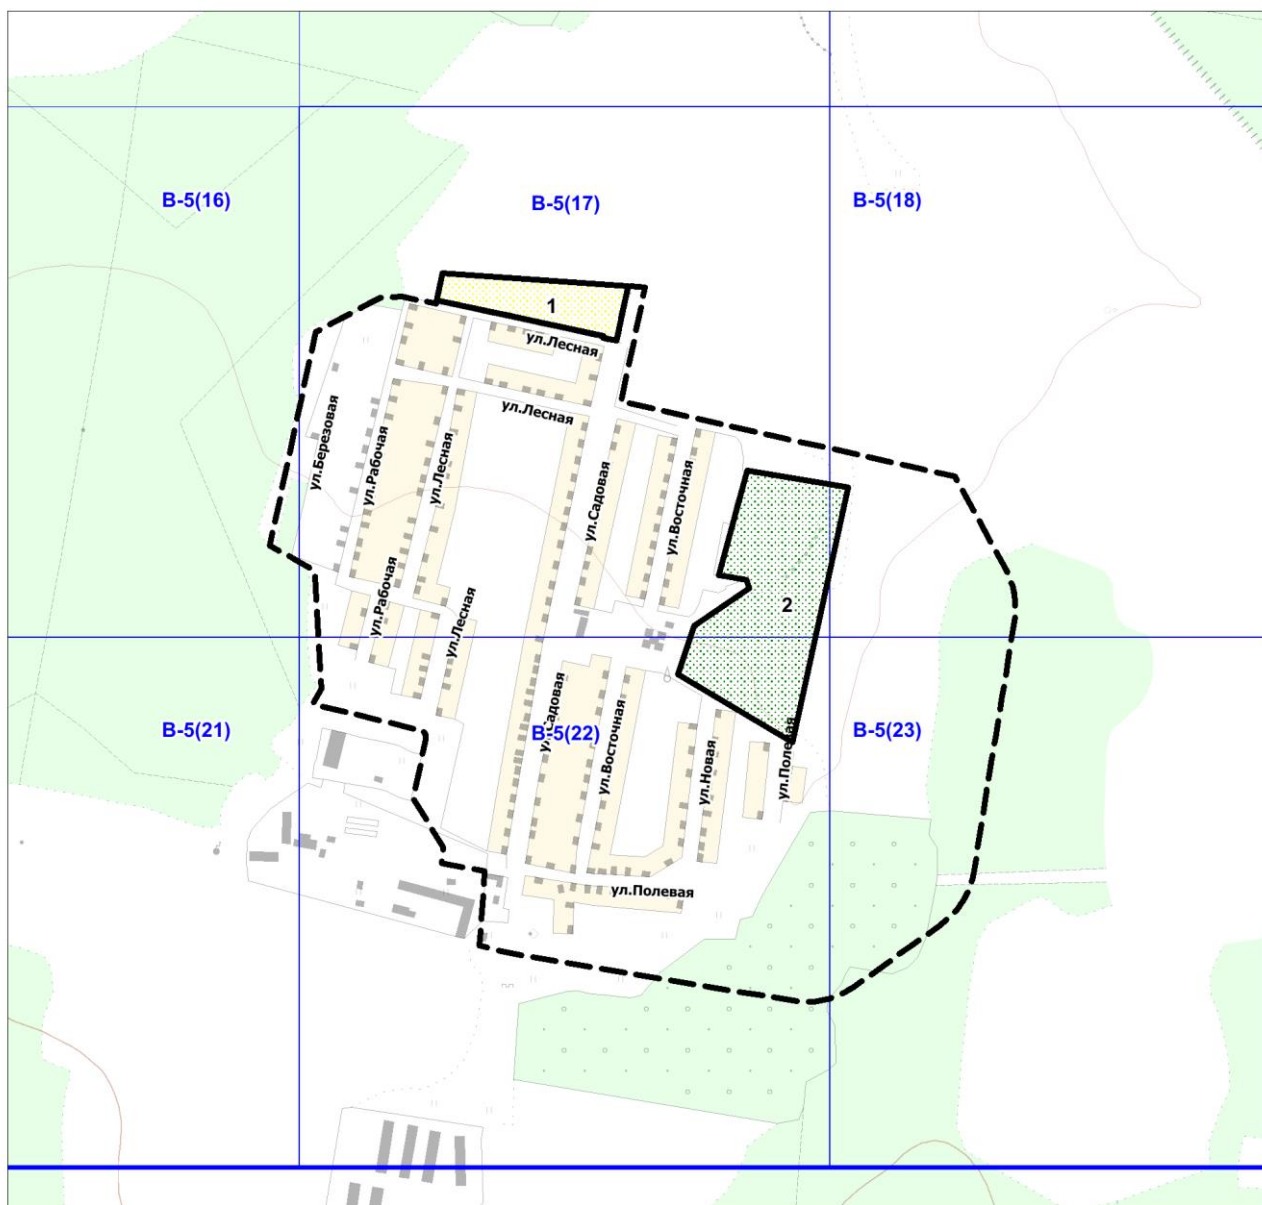 В-5(16)
В-5(17)
В-5(18)
1
ул.Лесная
ул.Лесная
ул.Березовая
ул.Рабочая
ул.Лесная
ул.Садовая
ул.Восточная
ул.Рабочая
ул.Лесная
2
В-5(21)
ул.Садовая
В-5(22)
ул.Восточная
ул.Новая
ул.Полевая
В-5(23)
ул.Полевая